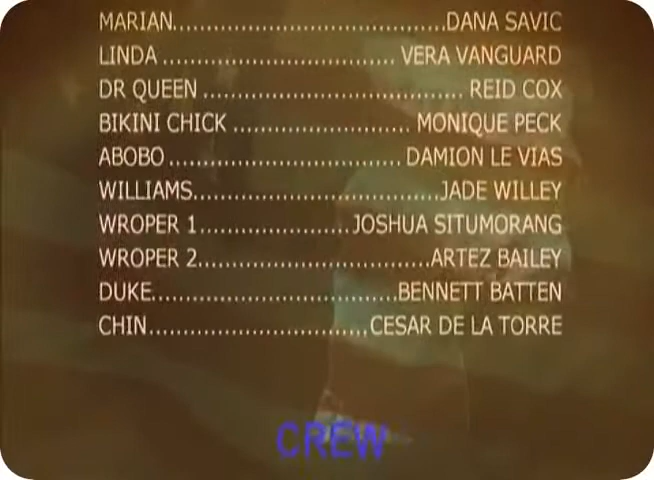 MARIAN..................................DANA SAVIC
LINDA ................................. VERA VANGUARD
DR QUEEN ..................................... REID COX
BIKINI CHICK ......................... MONIQUE PECK
ABOBO ................................. DAMION LE VIAS
WILLIAMS..................................JADE WILLEY
WROPER 1.....................JOSHUA SITUMORANG
WROPER 2................................ARTEZ BAILEY
DUKE..................................BENNETT BATTEN
CHIN..............................CESAR DE LA TORRE
CREW